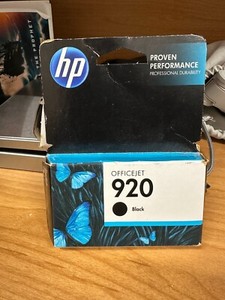 hp
PROVEN
PERFORMANCE
PROFESSIONAL DURABILITY
OFFICEJET
920
Black